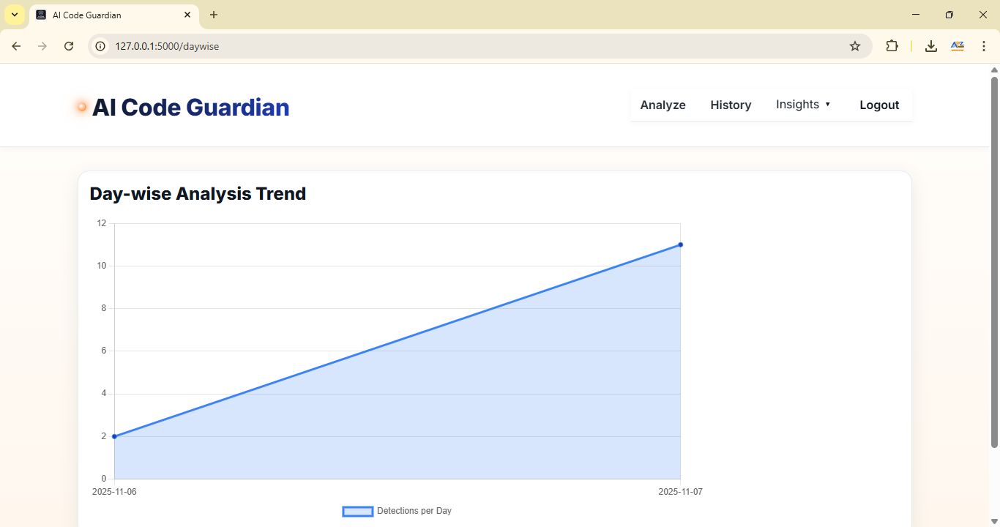 AI Code Guardian
127.0.0.1:5000/daywise
AI Code Guardian
Analyze History Insights ▼ Logout
Day-wise Analysis Trend
12
10
8
6
4
2
0
2025-11-06 2025-11-07
Detections per Day